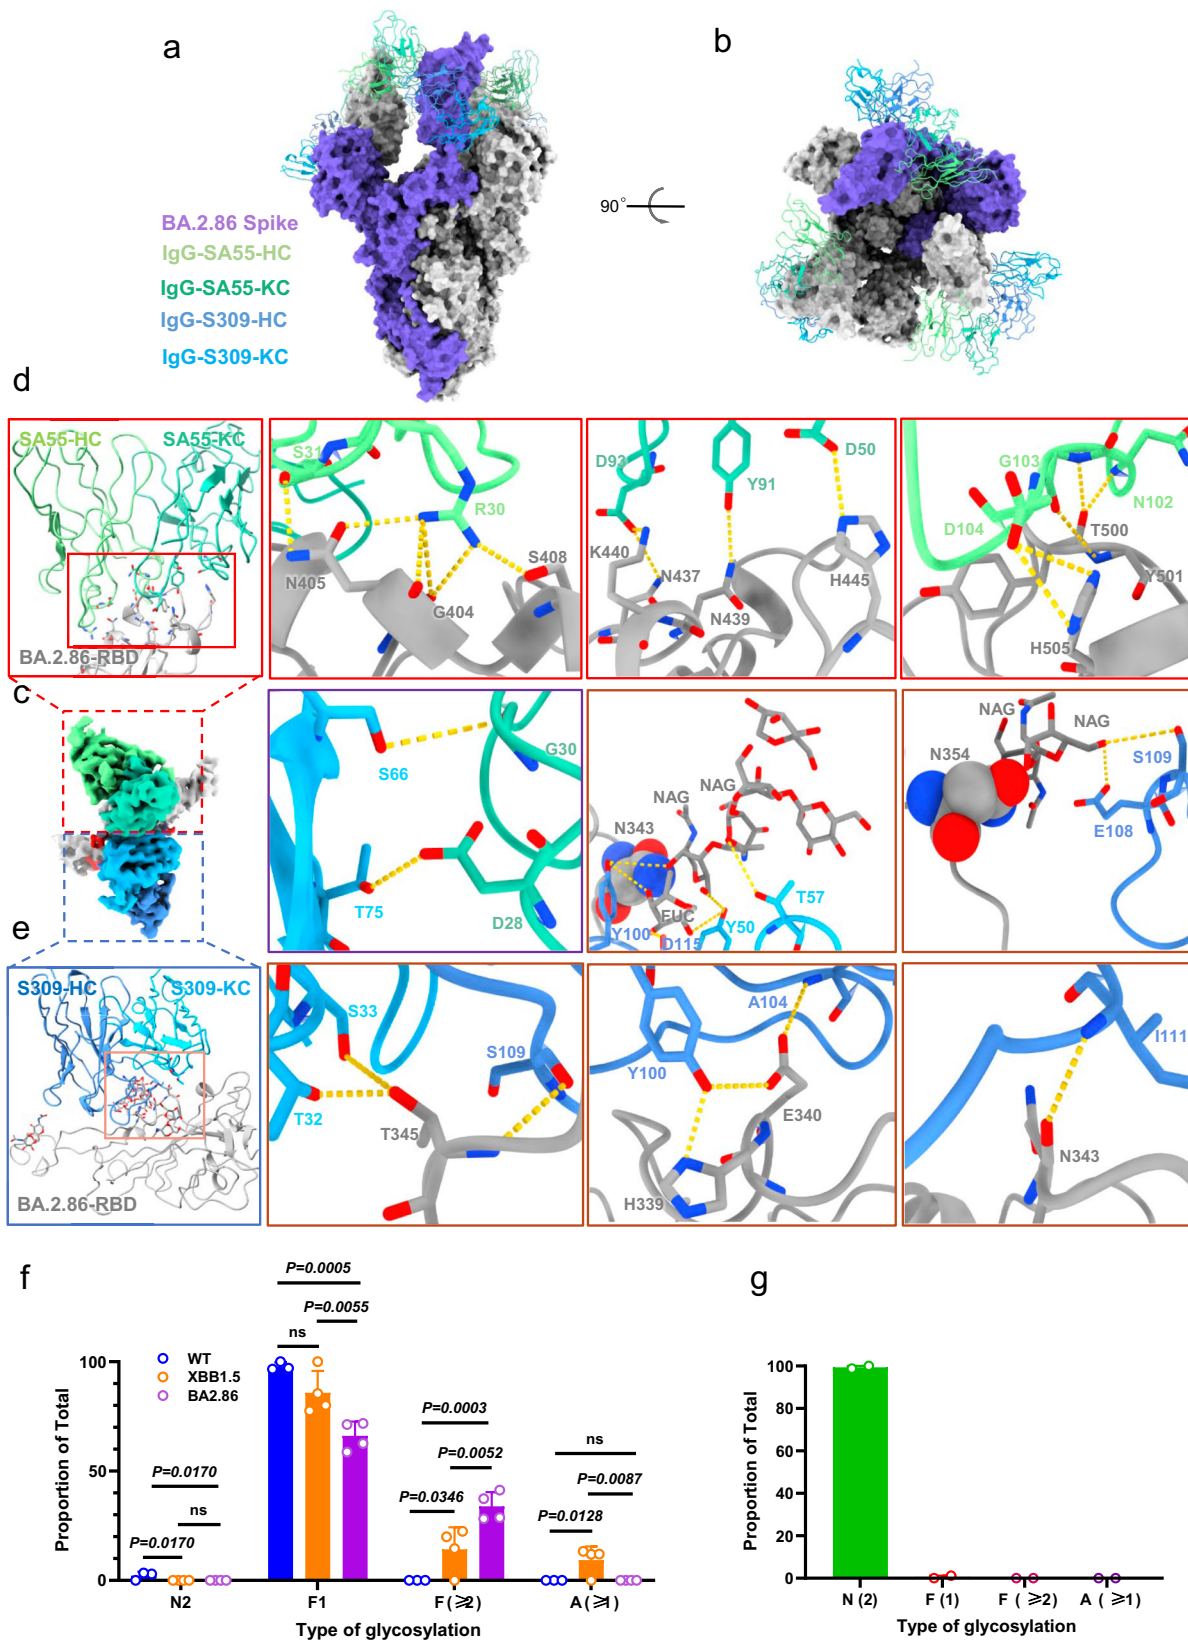 a
b
BA.2.86 Spike
IgG-SA55-HC
IgG-SA55-KC
IgG-S309-HC
IgG-S309-KC
90°
d
SA55-HC SA55-KC
BA.2.86-RBD
S31
R30
N405
G404
S408
D93
Y91
D50
K440
N437
N439
H445
G103
N102
D104
T500
Y501
H505
c
S66
G30
T75
D28
NAG
NAG
N343
FUC
Y100
D115
Y50
T57
NAG
NAG
N354
S109
E108
e
S309-HC S309-KC
BA.2.86-RBD
S33
S109
T32
T345
A104
Y100
E340
H339
I111
N343
f
P=0.0005
P=0.0055
ns
WT
XBB1.5
BA2.86
P=0.0170
ns
P=0.0170
P=0.0003
P=0.0052
P=0.0346
ns
P=0.0087
P=0.0128
Proportion of Total
100
50
0
N2 F1 F(≥2) A(≥1)
Type of glycosylation
g
Proportion of Total
100
80
60
40
20
0
N (2) F (1) F (≥2) A (≥1)
Type of glycosylation